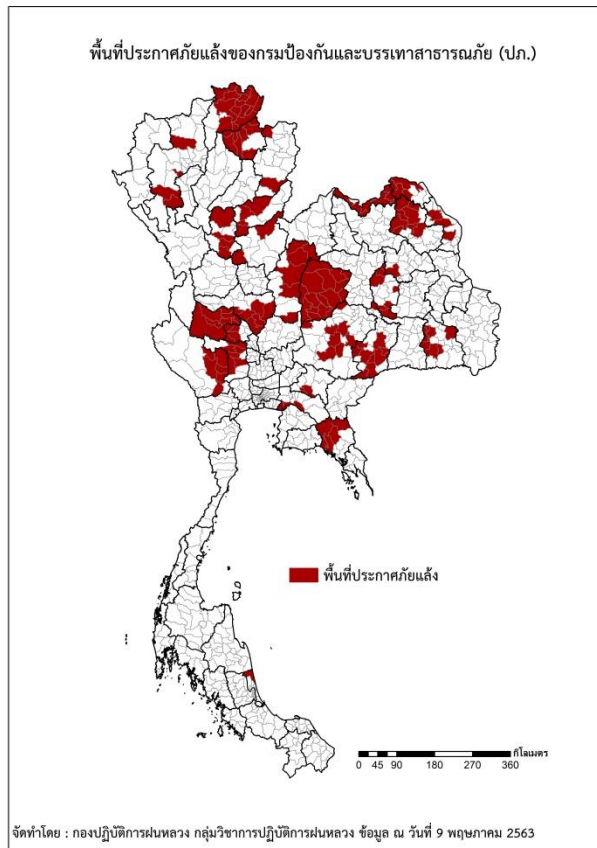 พื้นที่ประกาศภัยแล้งของกรมป้องกันและบรรเทาสาธารณภัย (ปภ.)
พื้นที่ประกาศภัยแล้ง
กิโลเมตร
0 45 90 180 270 360
จัดทำโดย : กองปฏิบัติการฝนหลวง กลุ่มวิชาการปฏิบัติการฝนหลวง ข้อมูล ณ วันที่ 9 พฤษภาคม 2563